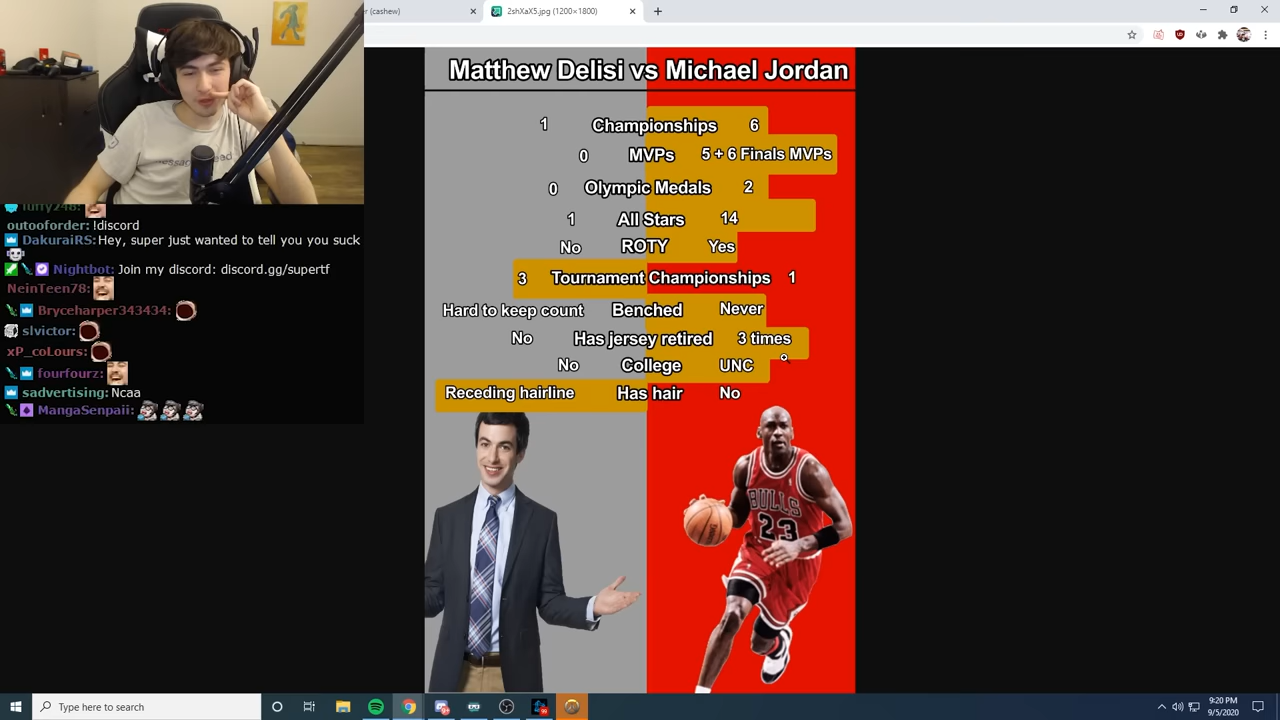 r (cashew)
2shXaX5.jpg (1200×1800)
Matthew Delisi vs Michael Jordan
1 Championships 6
0 MVPs 5 + 6 Finals MVPs
0 Olympic Medals 2
1 All Stars 14
No ROTY Yes
3 Tournament Championships 1
Hard to keep count Benched Never
No Has jersey retired 3 times
No College UNC
Receding hairline Has hair No
BULLS
23
luffy248:
outooforder: !discord
DakuraiRS: Hey, super just wanted to tell you you suck
Nightbot: Join my discord: discord.gg/supertf
NeinTeen78:
Bryceharper343434:
slvictor:
xP_coLours:
fourfourz:
sadvertising: Ncaa
MangaSenpaii:
Type here to search
9:20 PM
9/5/2020